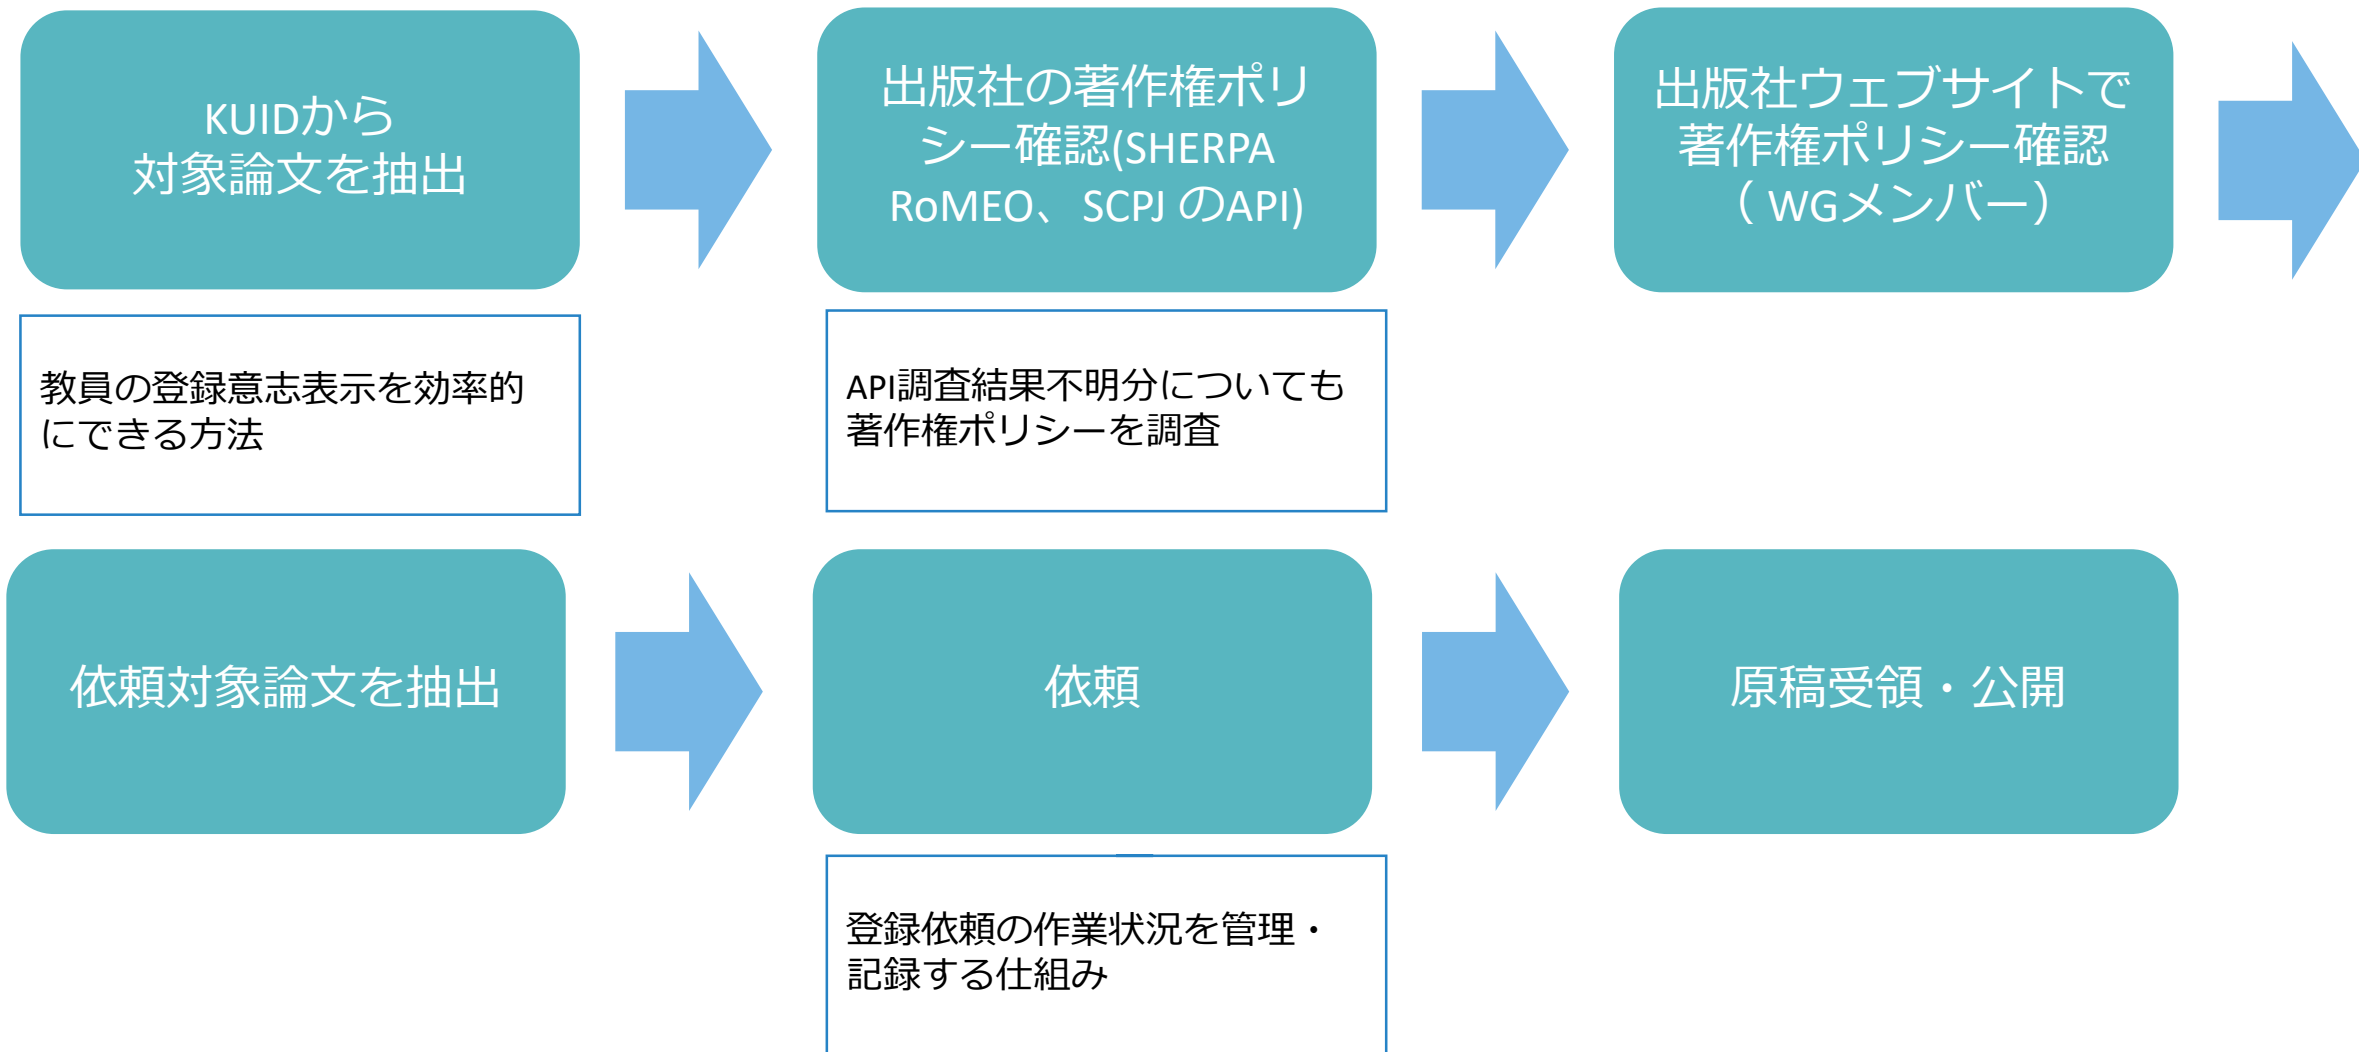 KUIDから
対象論文を抽出
出版社の著作権ポリ
シー確認(SHERPA
RoMEO、 SCPJ のAPI)
出版社ウェブサイトで
著作権ポリシー確認
（ WGメンバー）
教員の登録意志表示を効率的
にできる方法
API調査結果不明分についても
著作権ポリシーを調査
依頼対象論文を抽出
依頼
原稿受領・公開
登録依頼の作業状況を管理・
記録する仕組み